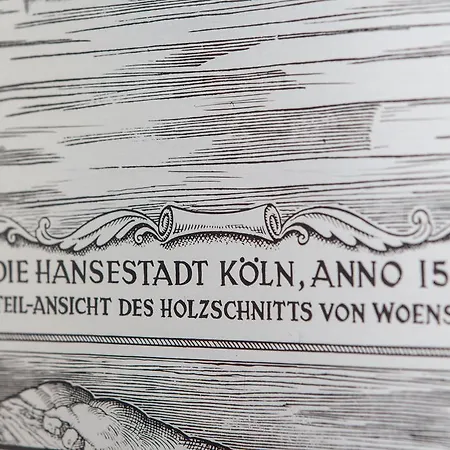 DIE HANSESTADT KÖLN, ANNO 15
TEIL-ANSICHT DES HOLZSCHNITTS VON WOENS